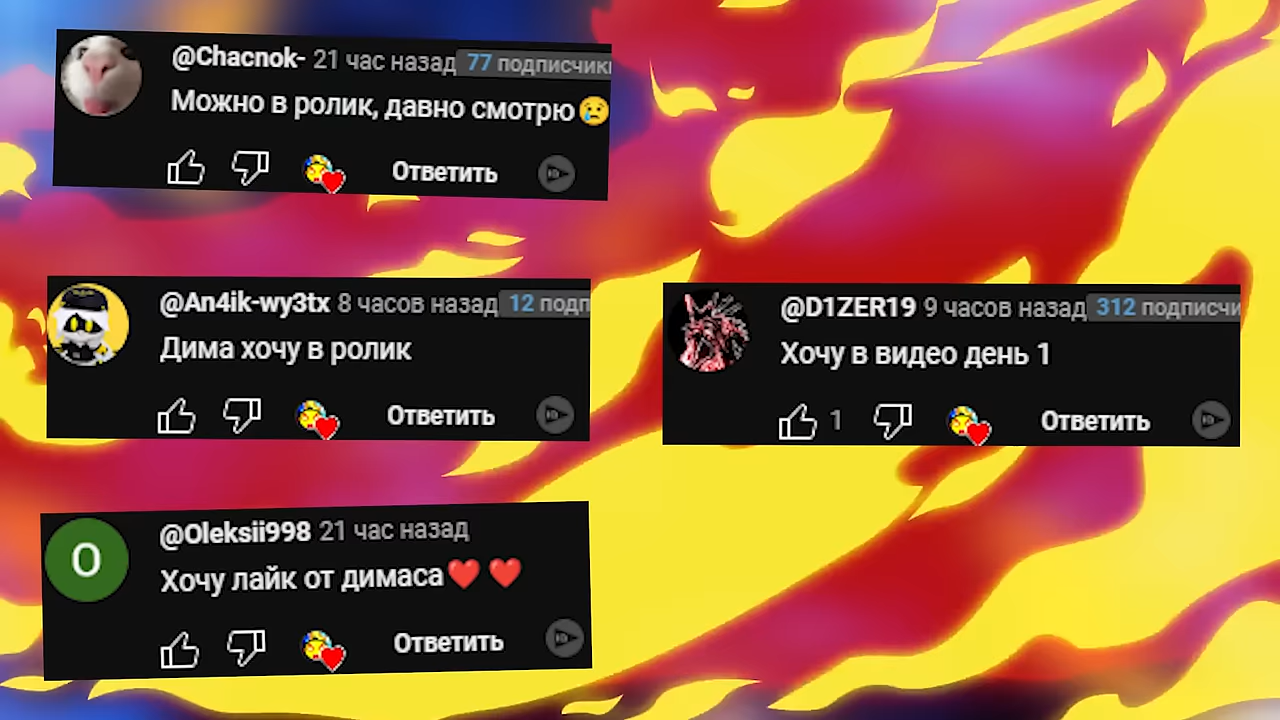 @Chacnok- 21 час назад 77 подписчики
Можно в ролик, давно смотрю😢
Ответить
@An4ik-wy3tx 8 часов назад 12 подп
Дима хочу в ролик
Ответить
@D1ZER19 9 часов назад 312 подписчи
Хочу в видео день 1
1 Ответить
O
@Oleksii998 21 час назад
Хочу лайк от димаса❤️ ❤️
Ответить